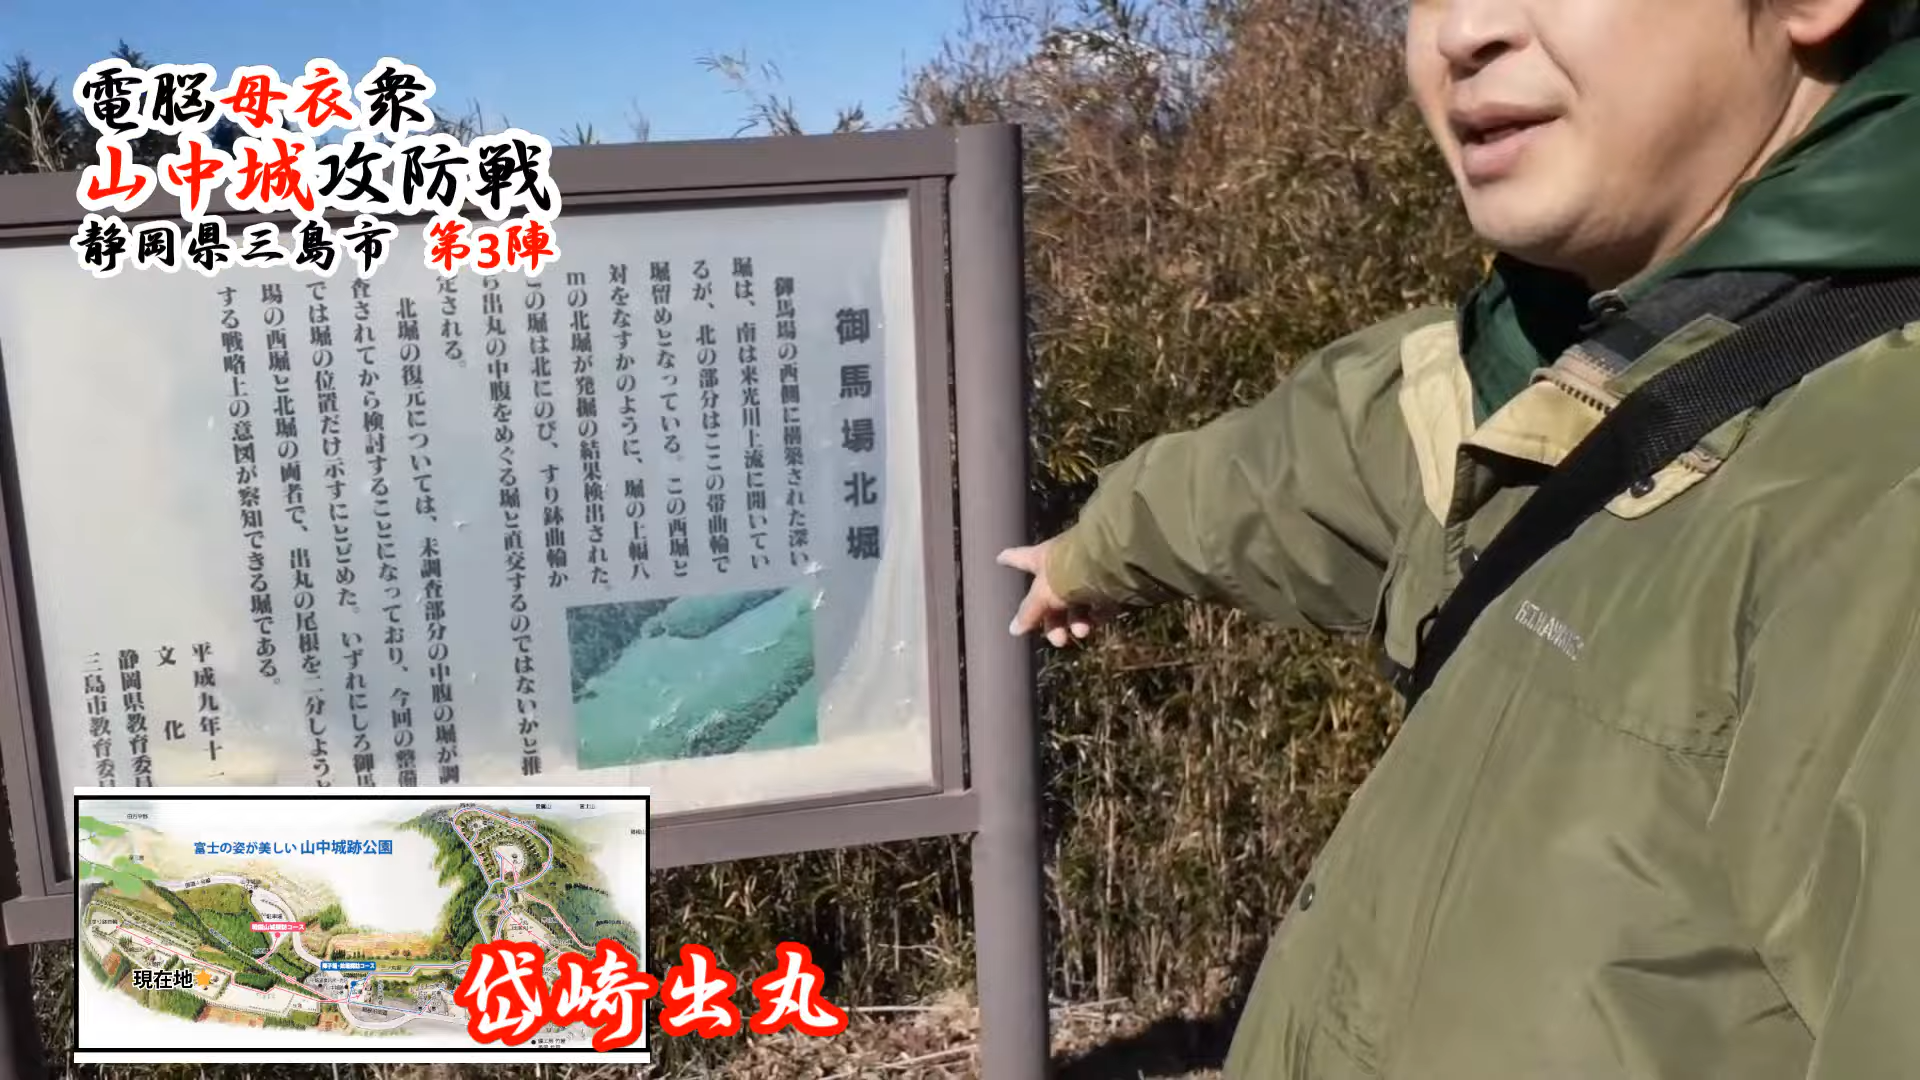 電脳母衣衆
山中城攻防戦
静岡県三島市 第3陣
御馬場北堀
御馬場の西側に構築された深い
堀は、南は来光川上流に開いてい
るが、北の部分はここの帯曲輪で
堀留めとなっている。この西堀と
対をなすかのように、堀の上幅八
mの北堀が発掘の結果検出された。
この堀は北にのび、すり鉢曲輪か
ら出丸の中腹をめぐる堀と直交するのではないかと推
定される。
北堀の復元については、未調査部分の中腹の堀が調
査されてから検討することになっており、今回の整備
では堀の位置だけ示すにとどめた。いずれにしろ御馬
場の西堀と北堀の両者で、出丸の尾根を二分しようと
する戦略上の意図が察知できる堀である。
平成九年十一
文化
静岡県教育委員
三島市教育委員
富士の姿が美しい 山中城跡公園
現在地
岱崎出丸